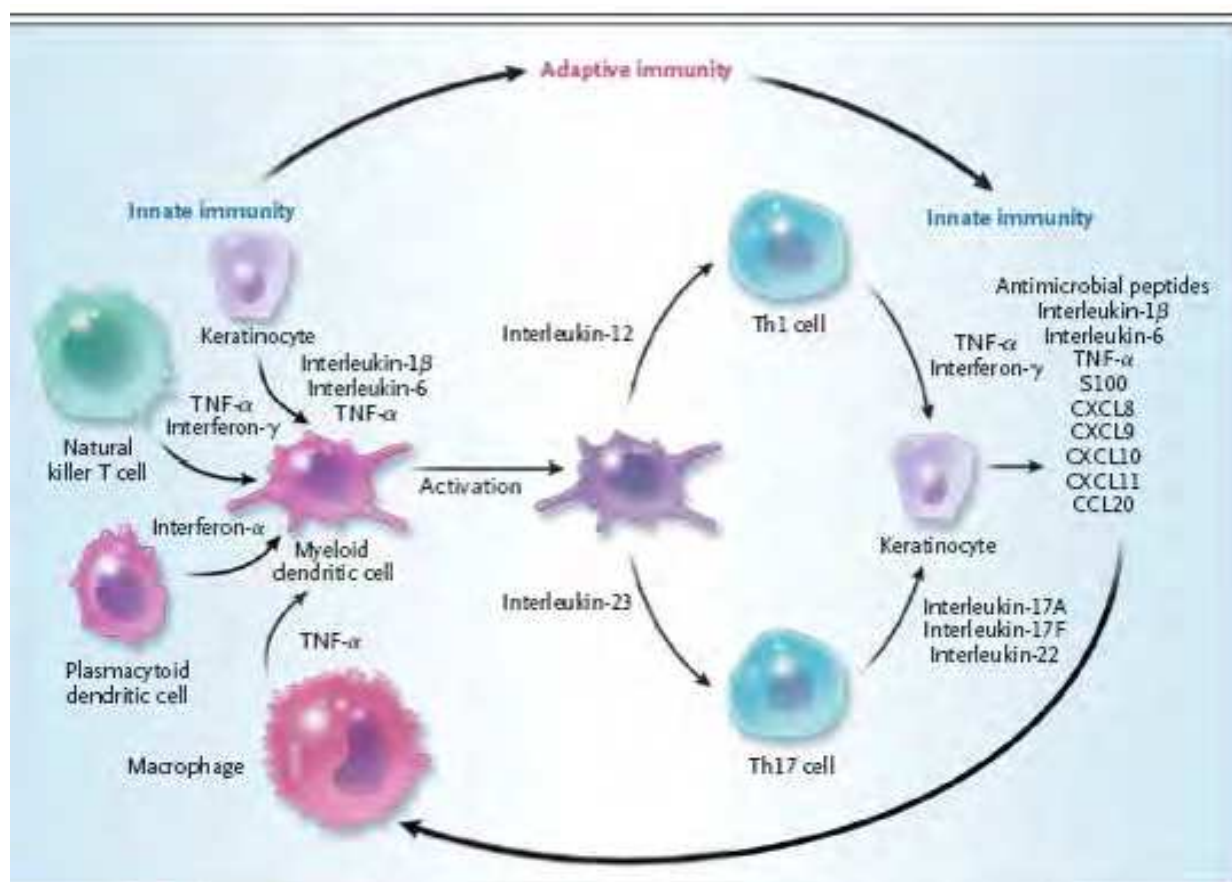 Adaptive immunity
Innate immunity
Innate immunity
Keratinocyte
Natural
killer T cell
TNF-α
Interferon-γ
Interleukin-1β
Interleukin-6
TNF-α
Interferon-α
Plasmacytoid
dendritic cell
Myeloid
dendritic cell
TNF-α
Macrophage
Activation
Interleukin-12
Interleukin-23
Th1 cell
Th17 cell
TNF-α
Interferon-γ
Keratinocyte
Interleukin-17A
Interleukin-17F
Interleukin-22
Antimicrobial peptides
Interleukin-1β
Interleukin-6
TNF-α
S100
CXCL8
CXCL9
CXCL10
CXCL11
CCL20